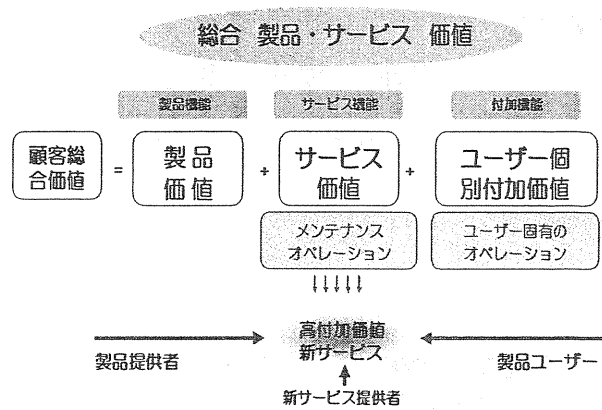 総合 製品・サービス 価値
製品機能
サービス機能
付加機能
顧客総
合価値
=
製品
価値
+
サービス
価値
+
ユーザー個
別付加価値
メンテナンス
オペレーション
ユーザー固有の
オペレーション
高付加価値
新サービス
製品提供者
製品ユーザー
新サービス提供者